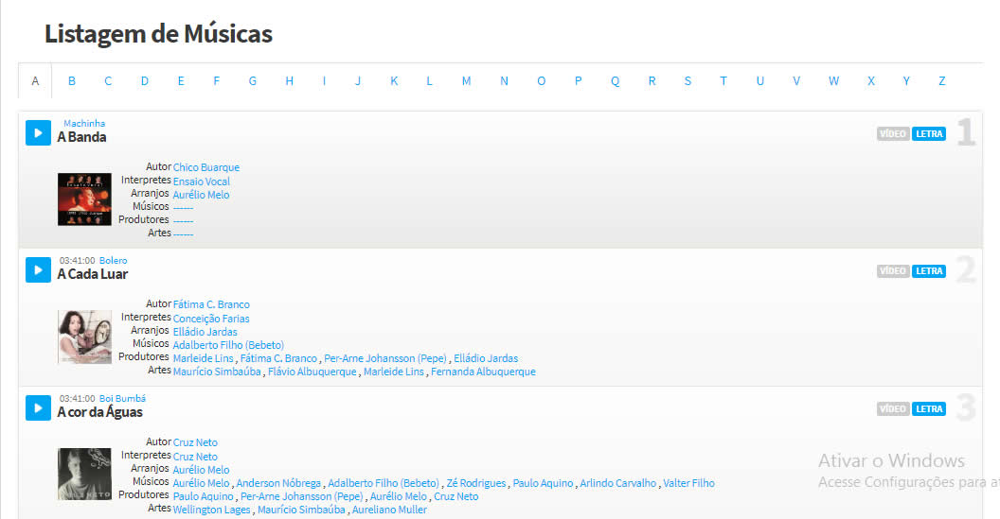 Listagem de Músicas
A B C D E F G H I J K L M N O P Q R S T U V W X Y Z
Machinha
A Banda
VÍDEO LETRA 1
Autor Chico Buarque
Interpretes Ensaio Vocal
Arranjos Aurélio Melo
Músicos ------
Produtores ------
Artes ------
03:41:00 Bolero
A Cada Luar
VÍDEO LETRA 2
Autor Fátima C. Branco
Interpretes Conceição Farias
Arranjos Elládio Jardas
Músicos Adalberto Filho (Bebeto)
Produtores Marleide Lins , Fátima C. Branco , Per-Arne Johansson (Pepe) , Elládio Jardas
Artes Maurício Simbaúba , Flávio Albuquerque , Marleide Lins , Fernanda Albuquerque
03:41:00 Boi Bumbá
A cor da Águas
VÍDEO LETRA 3
Autor Cruz Neto
Interpretes Cruz Neto
Arranjos Aurélio Melo
Músicos Aurélio Melo , Anderson Nóbrega , Adalberto Filho (Bebeto) , Zé Rodrigues , Paulo Aquino , Arlindo Carvalho , Valter Filho
Produtores Paulo Aquino , Per-Arne Johansson (Pepe) , Aurélio Melo , Cruz Neto
Artes Wellington Lages , Maurício Simbaúba , Aureliano Muller
Ativar o Windows
Acesse Configurações para at